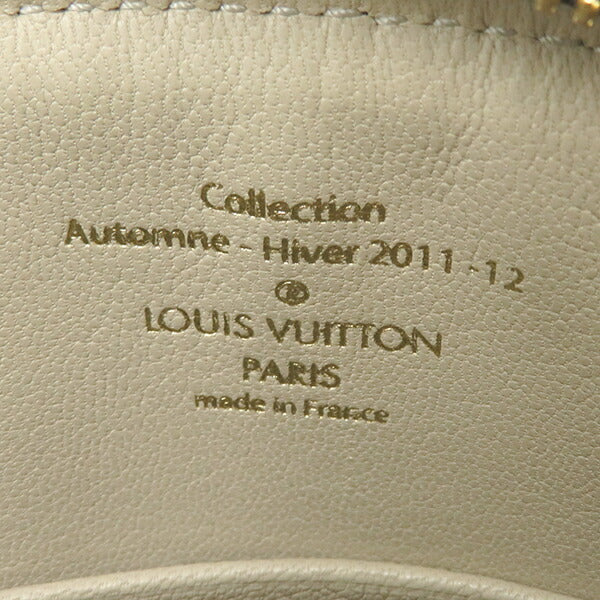 Collection
Automne - Hiver 2011 - 12
®
LOUIS VUITTON
PARIS
made in France